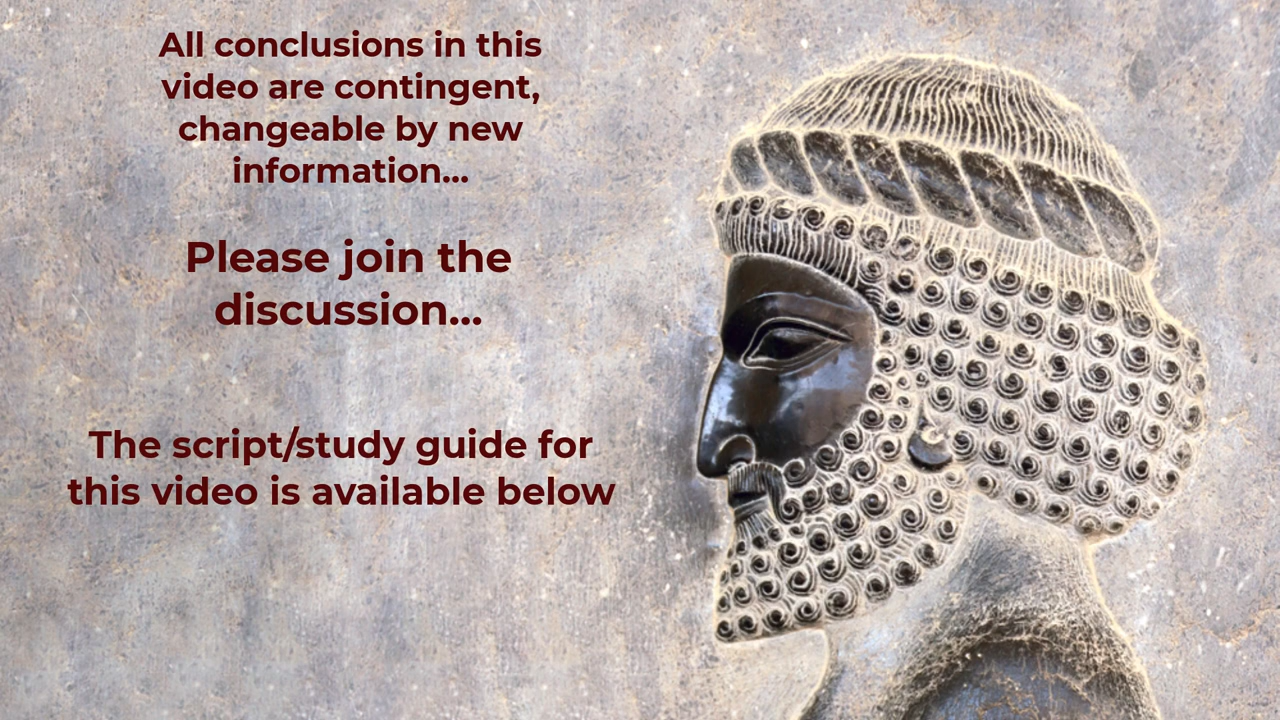 All conclusions in this
video are contingent,
changeable by new
information...
Please join the
discussion...
The script/study guide for
this video is available below